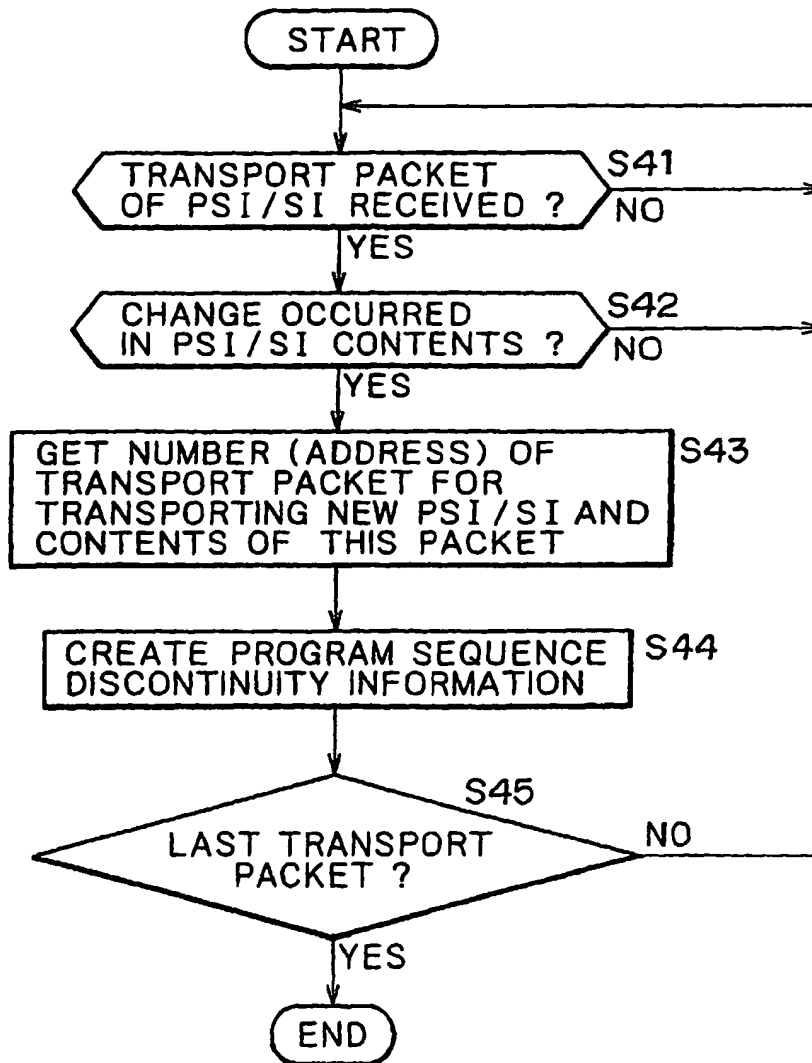 START
TRANSPORT PACKET
OF PSI/SI RECEIVED ?
S41
NO
YES
CHANGE OCCURRED
IN PSI/SI CONTENTS ?
S42
NO
YES
GET NUMBER (ADDRESS) OF
TRANSPORT PACKET FOR
TRANSPORTING NEW PSI/SI AND
CONTENTS OF THIS PACKET
S43
CREATE PROGRAM SEQUENCE
DISCONTINUITY INFORMATION
S44
S45
LAST TRANSPORT
PACKET ?
NO
YES
END